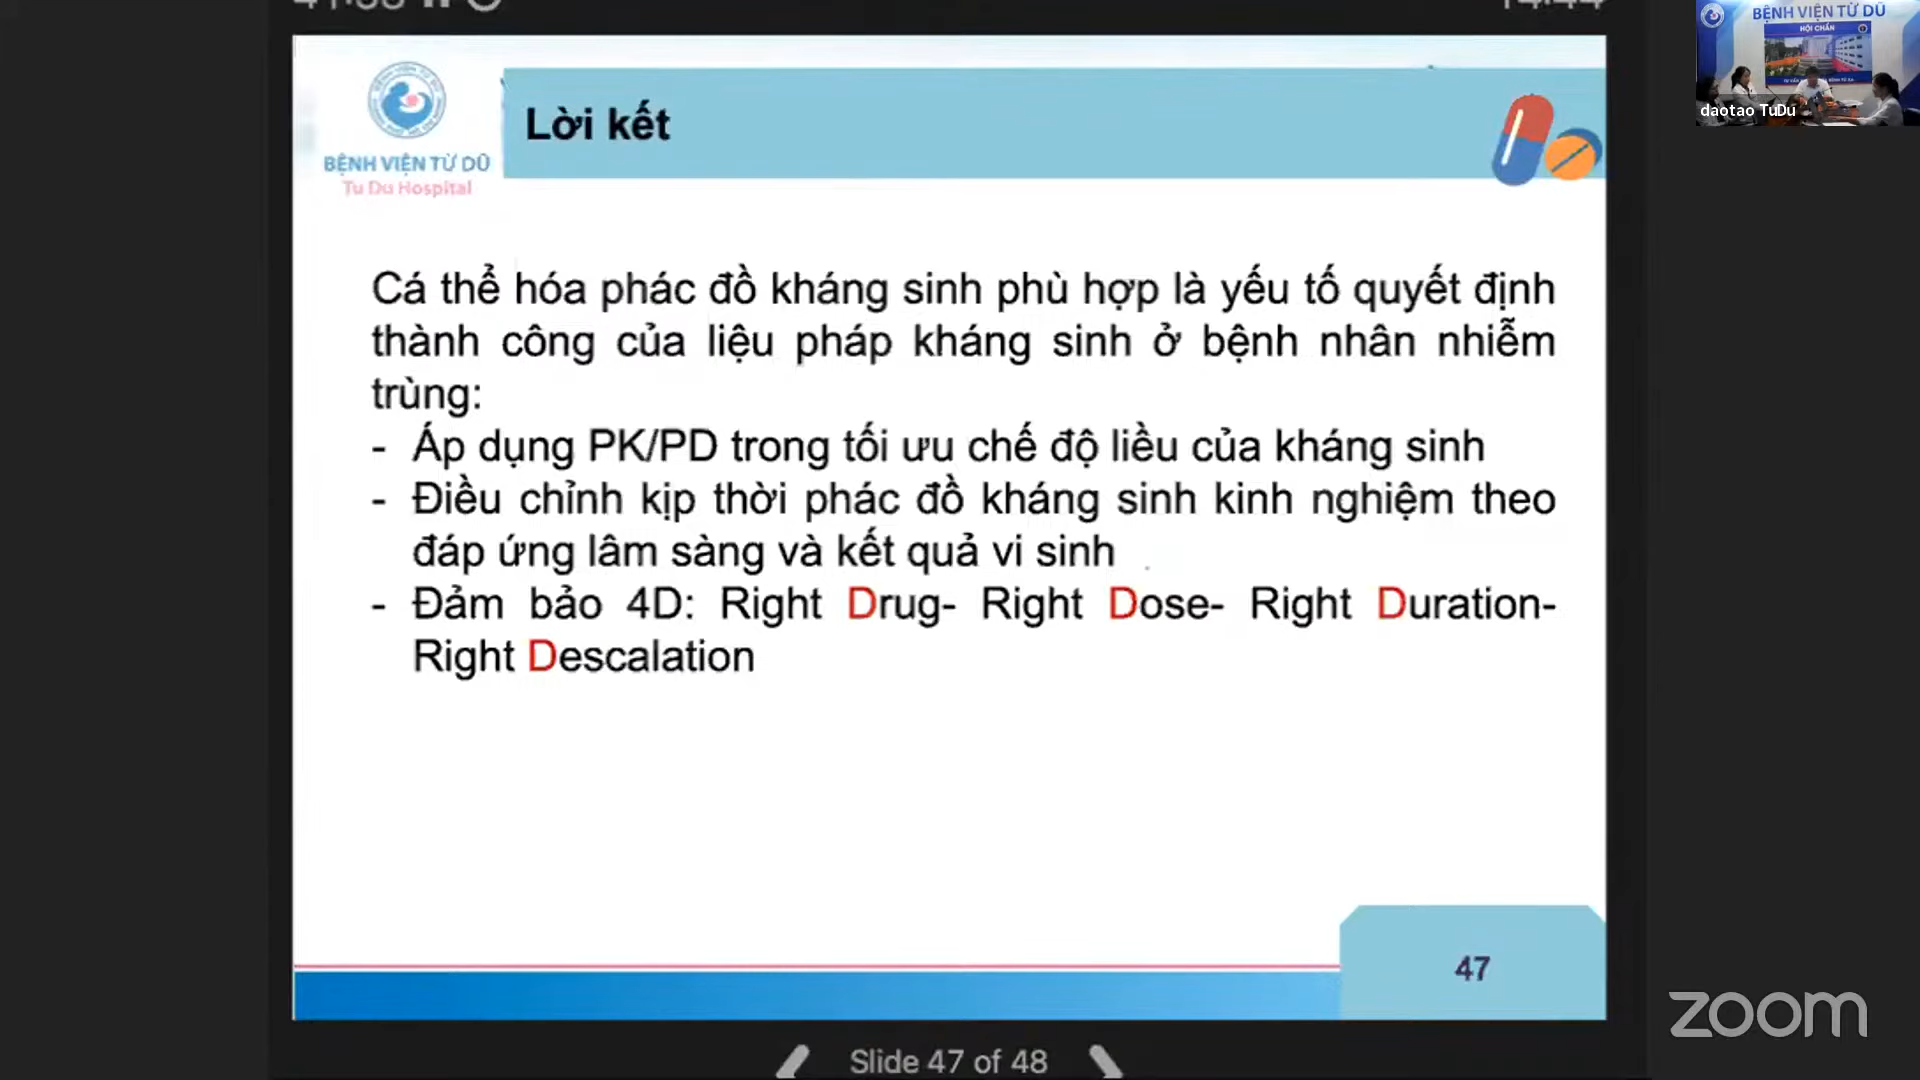 BỆNH VIỆN TỪ DŨ
HỘI CHẨN
daotao TuDu
BỆNH VIỆN TỪ DŨ
Tu Du Hospital
Lời kết
Cá thể hóa phác đồ kháng sinh phù hợp là yếu tố quyết định
thành công của liệu pháp kháng sinh ở bệnh nhân nhiễm
trùng:
- Áp dụng PK/PD trong tối ưu chế độ liều của kháng sinh
- Điều chỉnh kịp thời phác đồ kháng sinh kinh nghiệm theo
đáp ứng lâm sàng và kết quả vi sinh
- Đảm bảo 4D: Right Drug- Right Dose- Right Duration-
Right Descalation
47
zoom
Slide 47 of 48